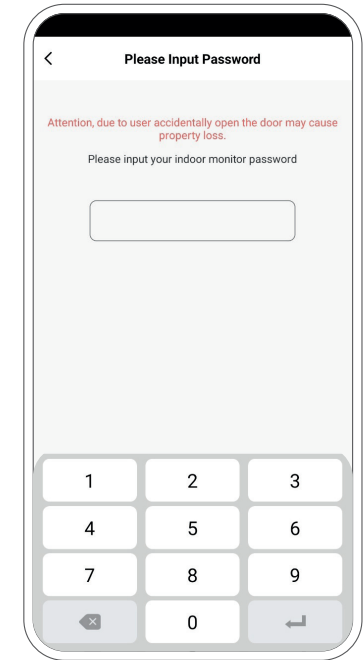 Please Input Password
Attention, due to user accidentally open the door may cause
property loss.
Please input your indoor monitor password
1 2 3
4 5 6
7 8 9
0